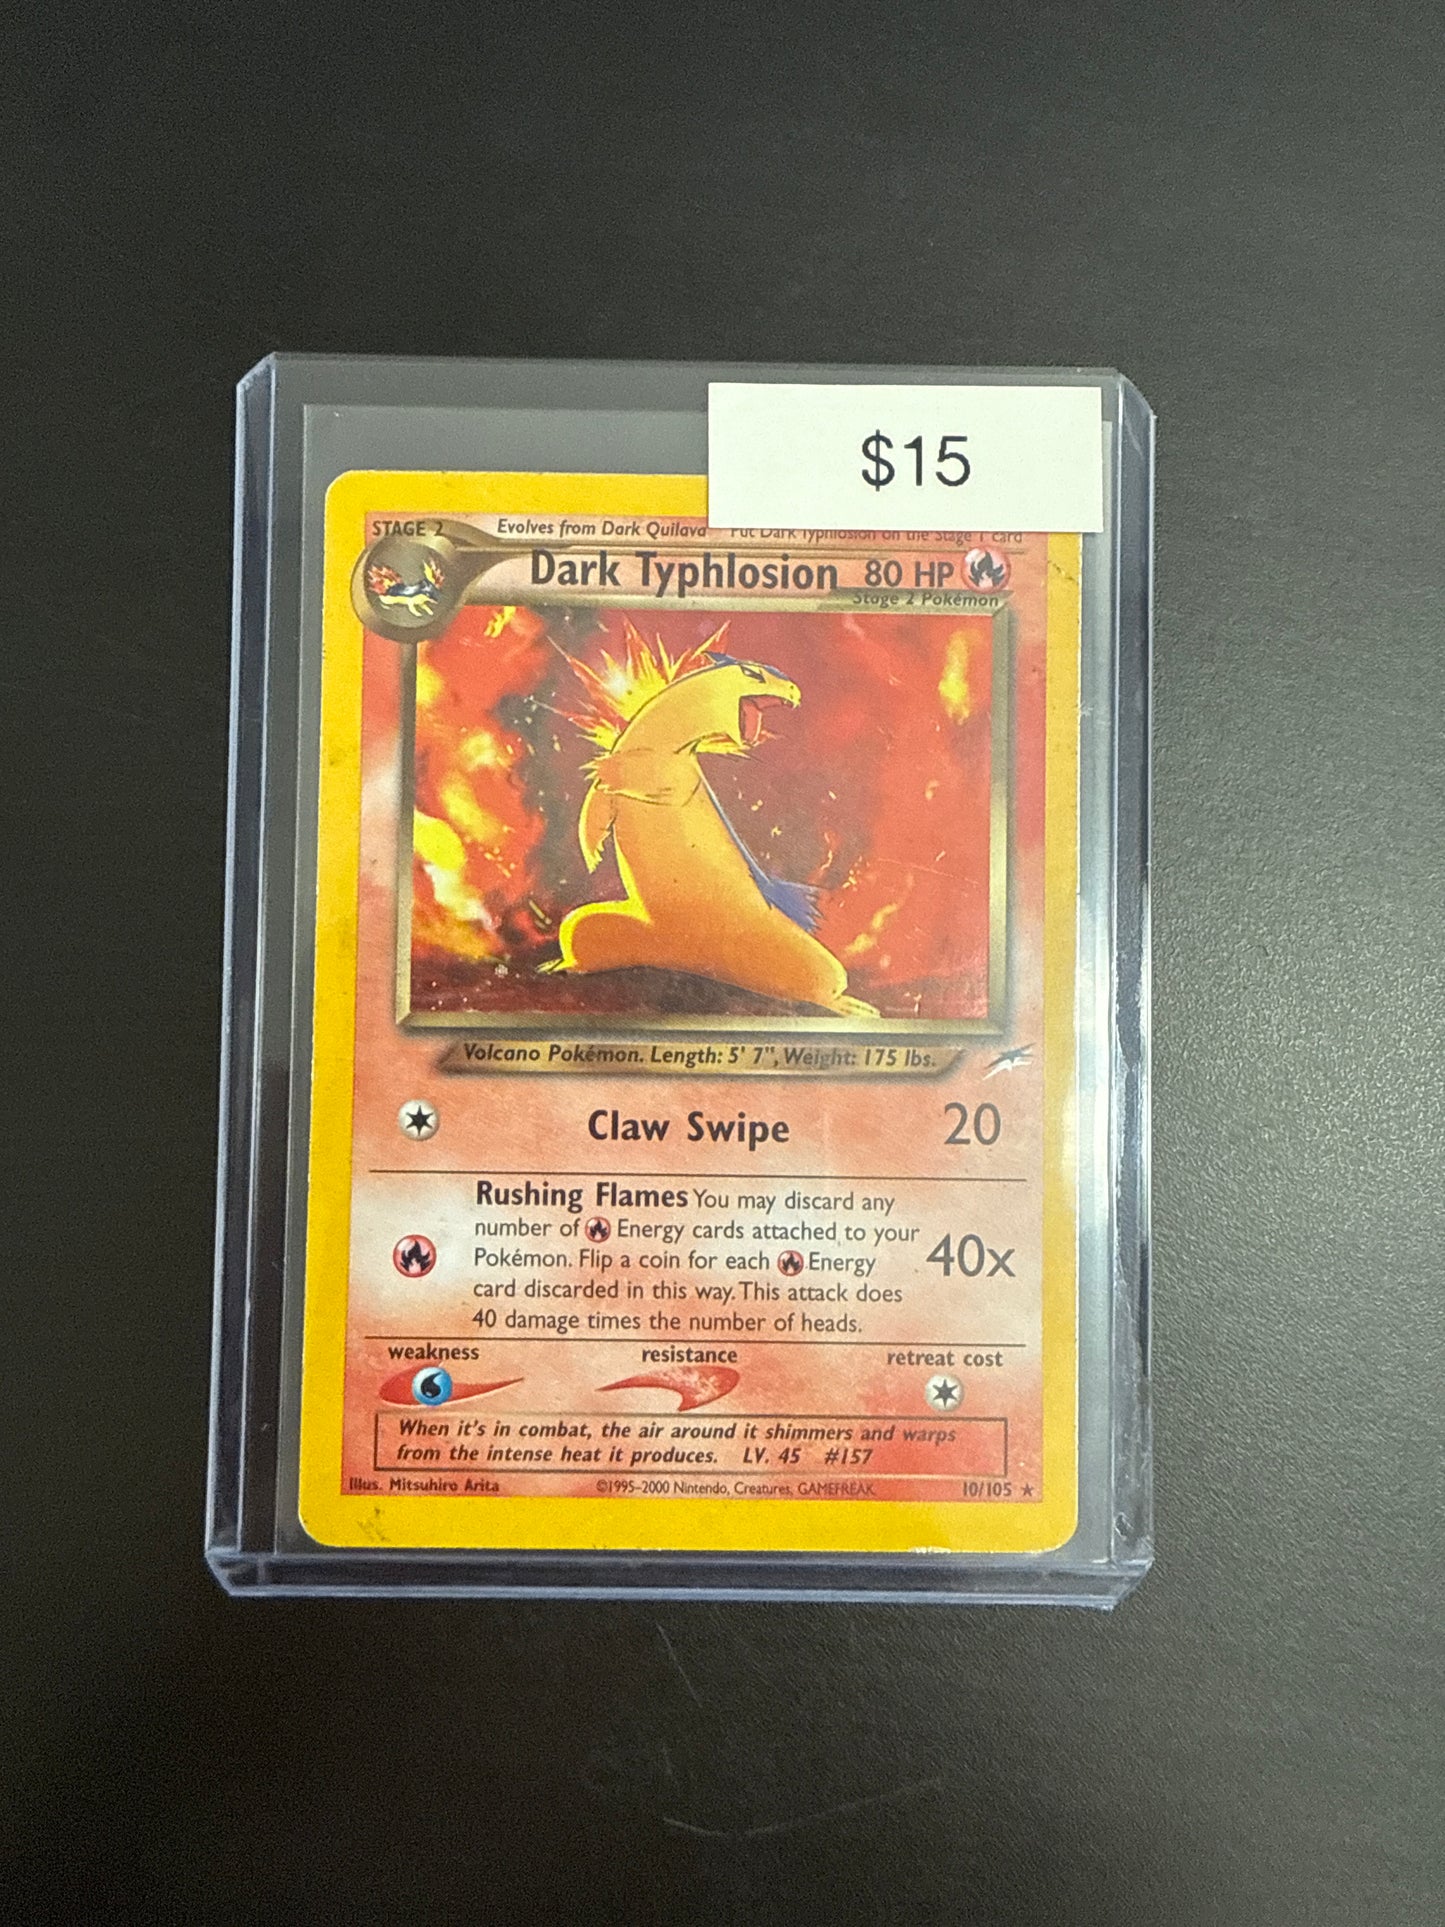 $15
STAGE 2 Evolves from Dark Quilava Put Dark Typhlosion on the Stage 1 card
Dark Typhlosion 80 HP
Stage 2 Pokémon
Volcano Pokémon. Length: 5' 7", Weight: 175 lbs.
Claw Swipe 20
Rushing Flames You may discard any
number of Energy cards attached to your
Pokémon. Flip a coin for each Energy
card discarded in this way. This attack does
40 damage times the number of heads.
40x
weakness resistance retreat cost
When it's in combat, the air around it shimmers and warps
from the intense heat it produces. LV. 45 #157
Illus. Mitsuhiro Arita ©1995-2000 Nintendo, Creatures, GAMEFREAK. 10/105 ★